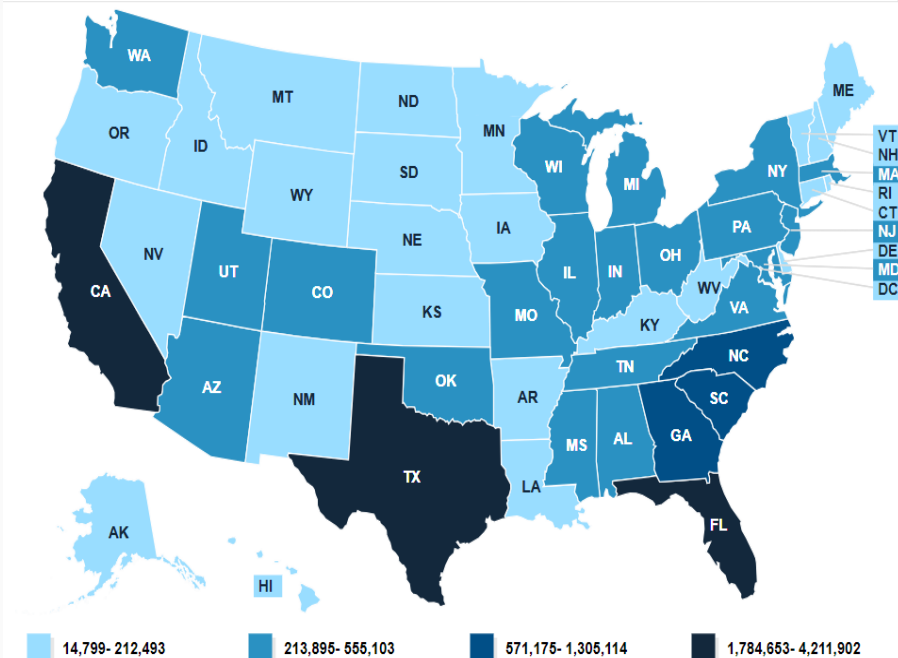 WA
MT
ND
MN
ME
OR
ID
VT
NH
WI
SD
MI
NY
MA
WY
RI
CT
IA
PA
NJ
NE
NV
OH
DE
IL
IN
UT
MD
CO
WV
DC
CA
KS
MO
VA
KY
NC
TN
OK
AZ
AR
SC
NM
GA
MS
AL
TX
LA
FL
AK
HI
14,799- 212,493
213,895- 555,103
571,175- 1,305,114
1,784,653- 4,211,902